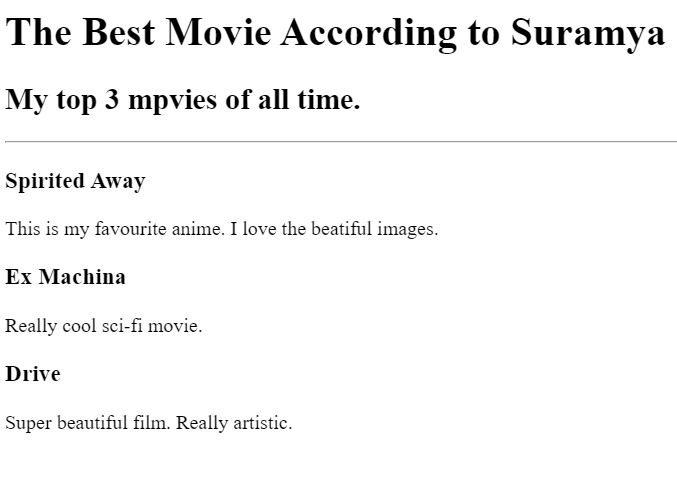 The Best Movie According to Suramya
My top 3 mpvies of all time.
Spirited Away
This is my favourite anime. I love the beatiful images.
Ex Machina
Really cool sci-fi movie.
Drive
Super beautiful film. Really artistic.